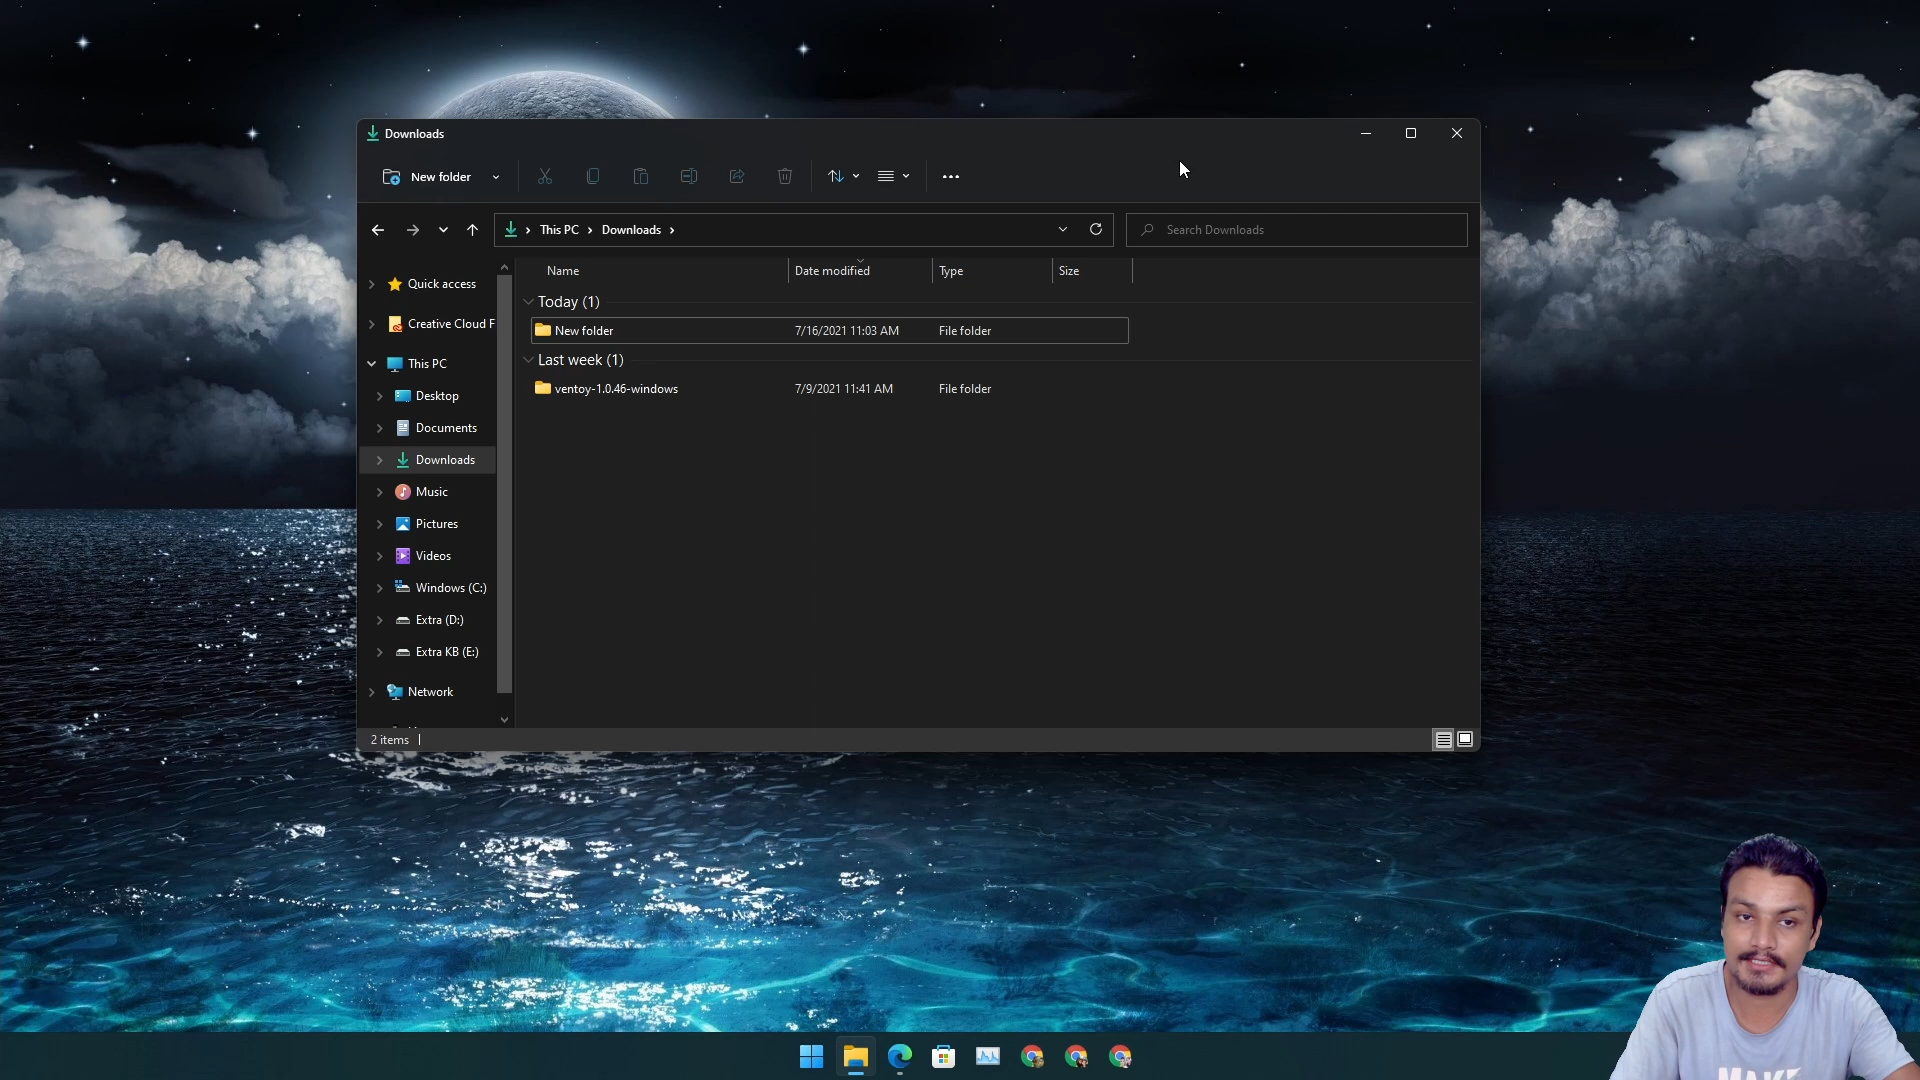 Downloads
New folder
This PC
Downloads
Search Downloads
Name
Date modified
Type
Size
Quick access
Creative Cloud F
This PC
Desktop
Documents
Downloads
Music
Pictures
Videos
Windows (C:)
Extra (D:)
Extra KB (E:)
Network
Today (1)
New folder 7/16/2021 11:03 AM File folder
Last week (1)
ventoy-1.0.46-windows 7/9/2021 11:41 AM File folder
2 items
MAKE